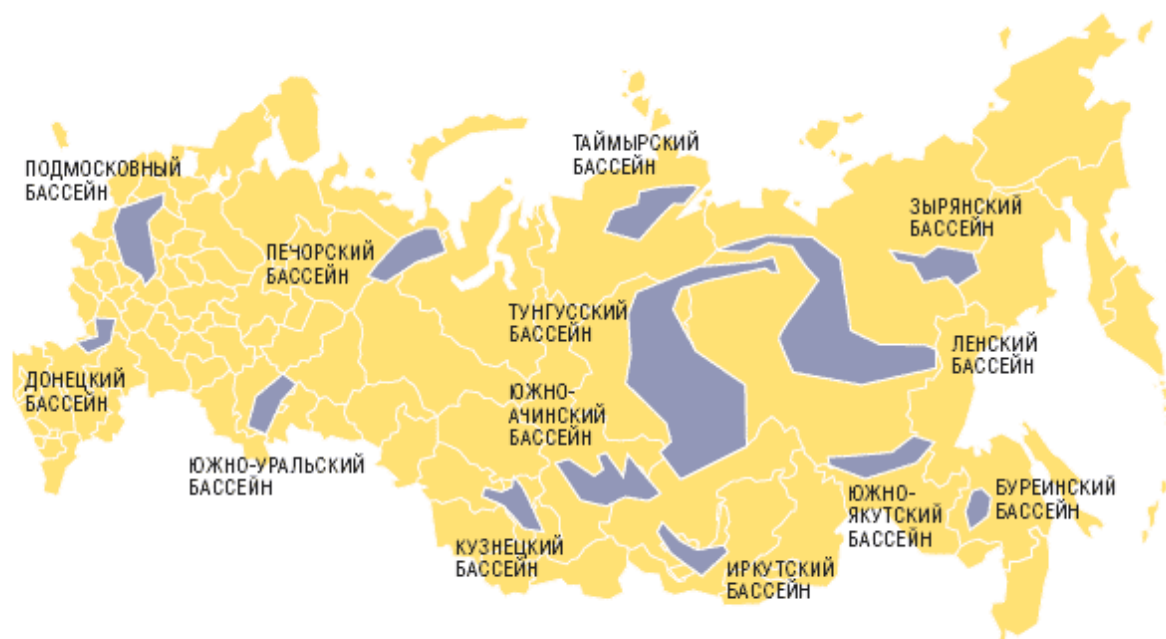 ТАЙМЫРСКИЙ
БАССЕЙН
ПОДМОСКОВНЫЙ
БАССЕЙН
ЗЫРЯНСКИЙ
БАССЕЙН
ПЕЧОРСКИЙ
БАССЕЙН
ТУНГУССКИЙ
БАССЕЙН
ЛЕНСКИЙ
БАССЕЙН
ДОНЕЦКИЙ
БАССЕЙН
ЮЖНО-
АЧИНСКИЙ
БАССЕЙН
ЮЖНО-УРАЛЬСКИЙ
БАССЕЙН
ЮЖНО-
ЯКУТСКИЙ
БАССЕЙН
БУРЕИНСКИЙ
БАССЕЙН
КУЗНЕЦКИЙ
БАССЕЙН
ИРКУТСКИЙ
БАССЕЙН